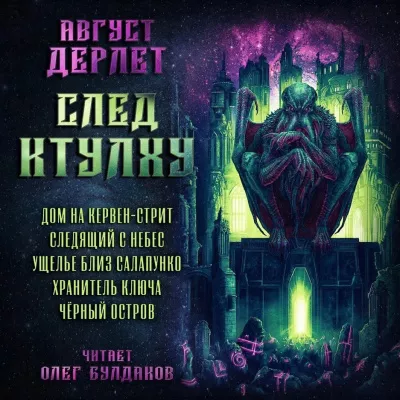 АВГУСТ
ДЕРЛЕТ
СЛЕД
КТУЛХУ
ДОМ НА КЕРВЕН-СТРИТ
СЛЕДЯЩИЙ С НЕБЕС
УЩЕЛЬЕ БЛИЗ САЛАПУНКО
ХРАНИТЕЛЬ КЛЮЧА
ЧЁРНЫЙ ОСТРОВ
ЧИТАЕТ
ОЛЕГ БУЛДАКОВ